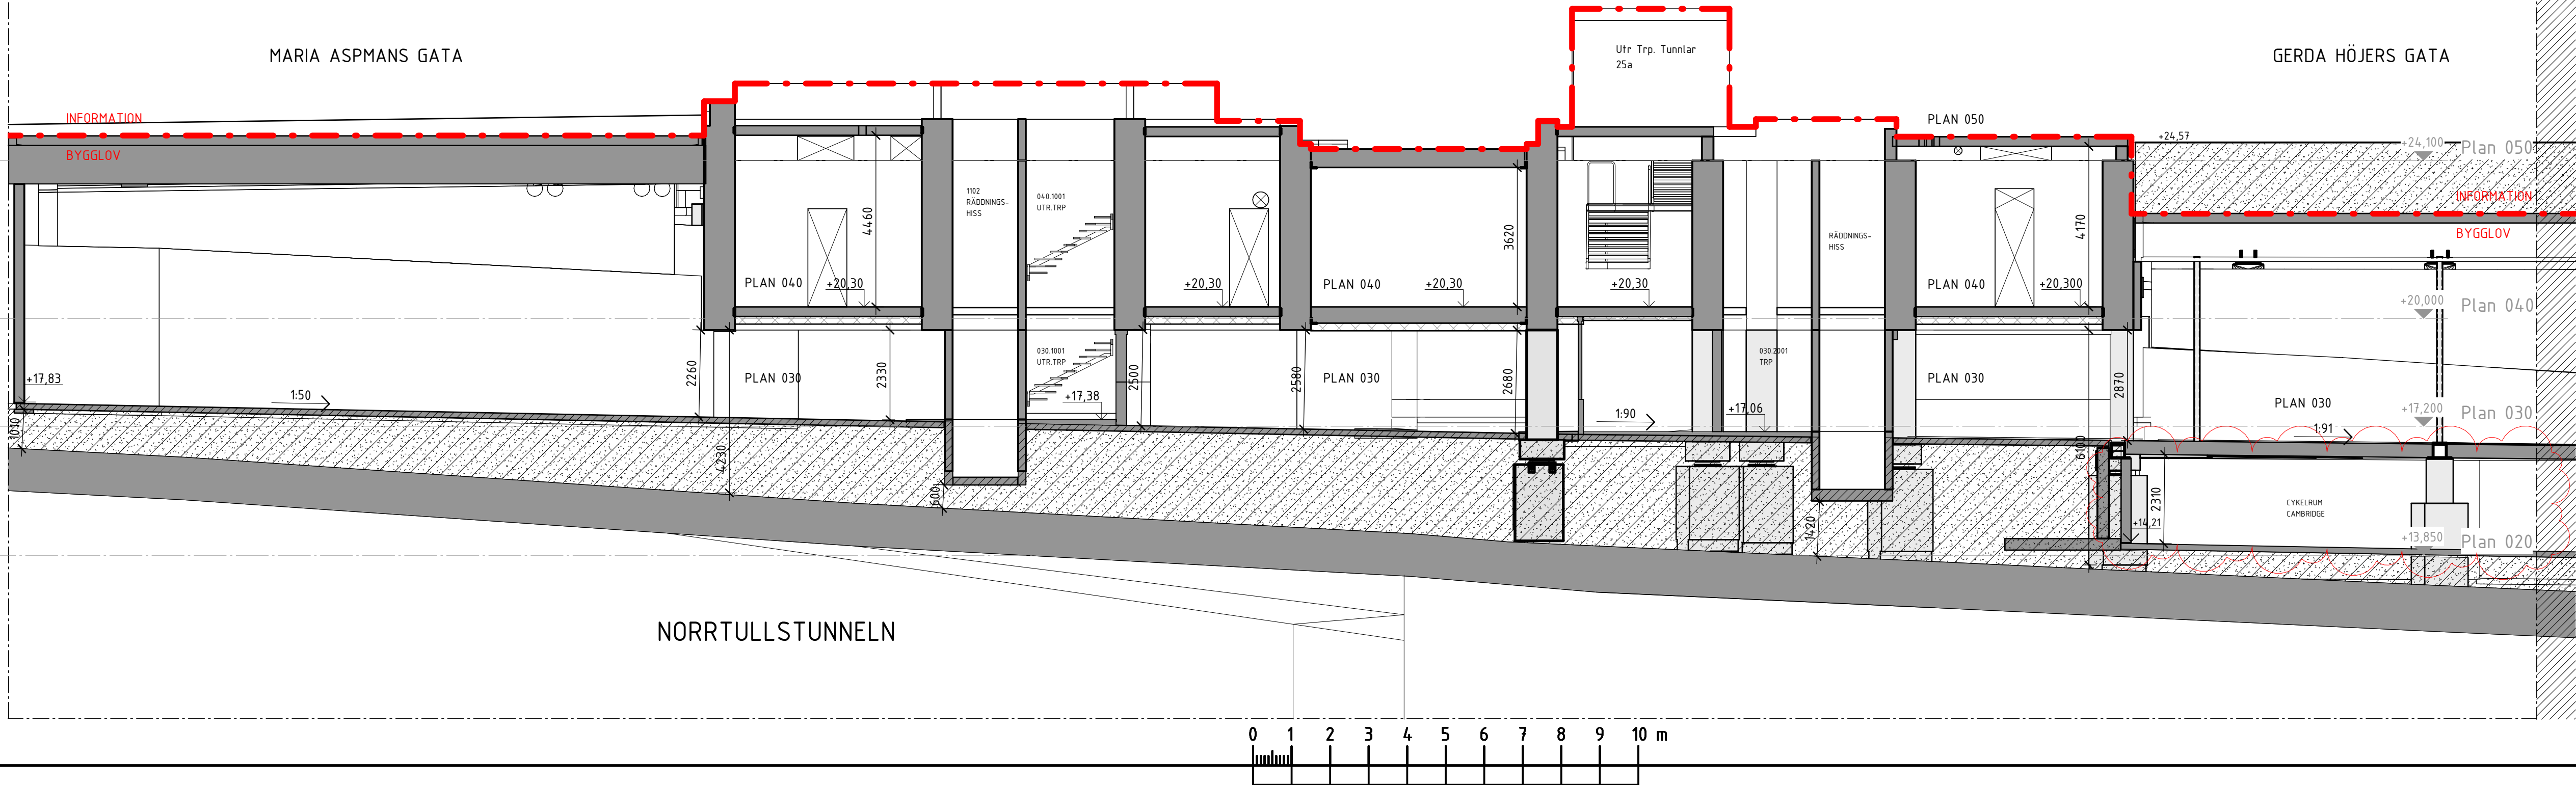 MARIA ASPMANS GATA
Utr Trp. Tunnlar
25a
GERDA HÖJERS GATA
INFORMATION
BYGGLOV
PLAN 050
+24,57
+24,100
Plan 050
INFORMATION
BYGGLOV
1102
RÄDDNINGS-
HISS
040.1001
UTR.TRP
4460
3620
RÄDDNINGS-
HISS
4170
PLAN 040
+20,30
+20,30
PLAN 040
+20,30
+20,30
PLAN 040
+20,300
+20,000
Plan 040
030.1001
UTR.TRP
030.2001
TRP
+17,83
1:50
2260
PLAN 030
2330
+17,38
2500
2580
PLAN 030
2680
1:90
+17,06
PLAN 030
2870
PLAN 030
+17,200
Plan 030
1:91
1010
4230
600
1420
6100
2310
CYKELRUM
CAMBRIDGE
+14,21
+13,850
Plan 020
NORRTULLSTUNNELN
0 1 2 3 4 5 6 7 8 9 10 m